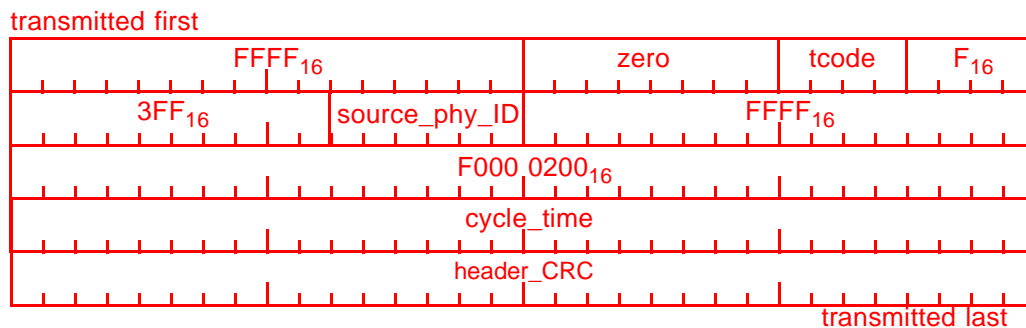 transmitted first
FFFF16 zero tcode F16
3FF16 source_phy_ID FFFF16
F000 020016
cycle_time
header_CRC
transmitted last